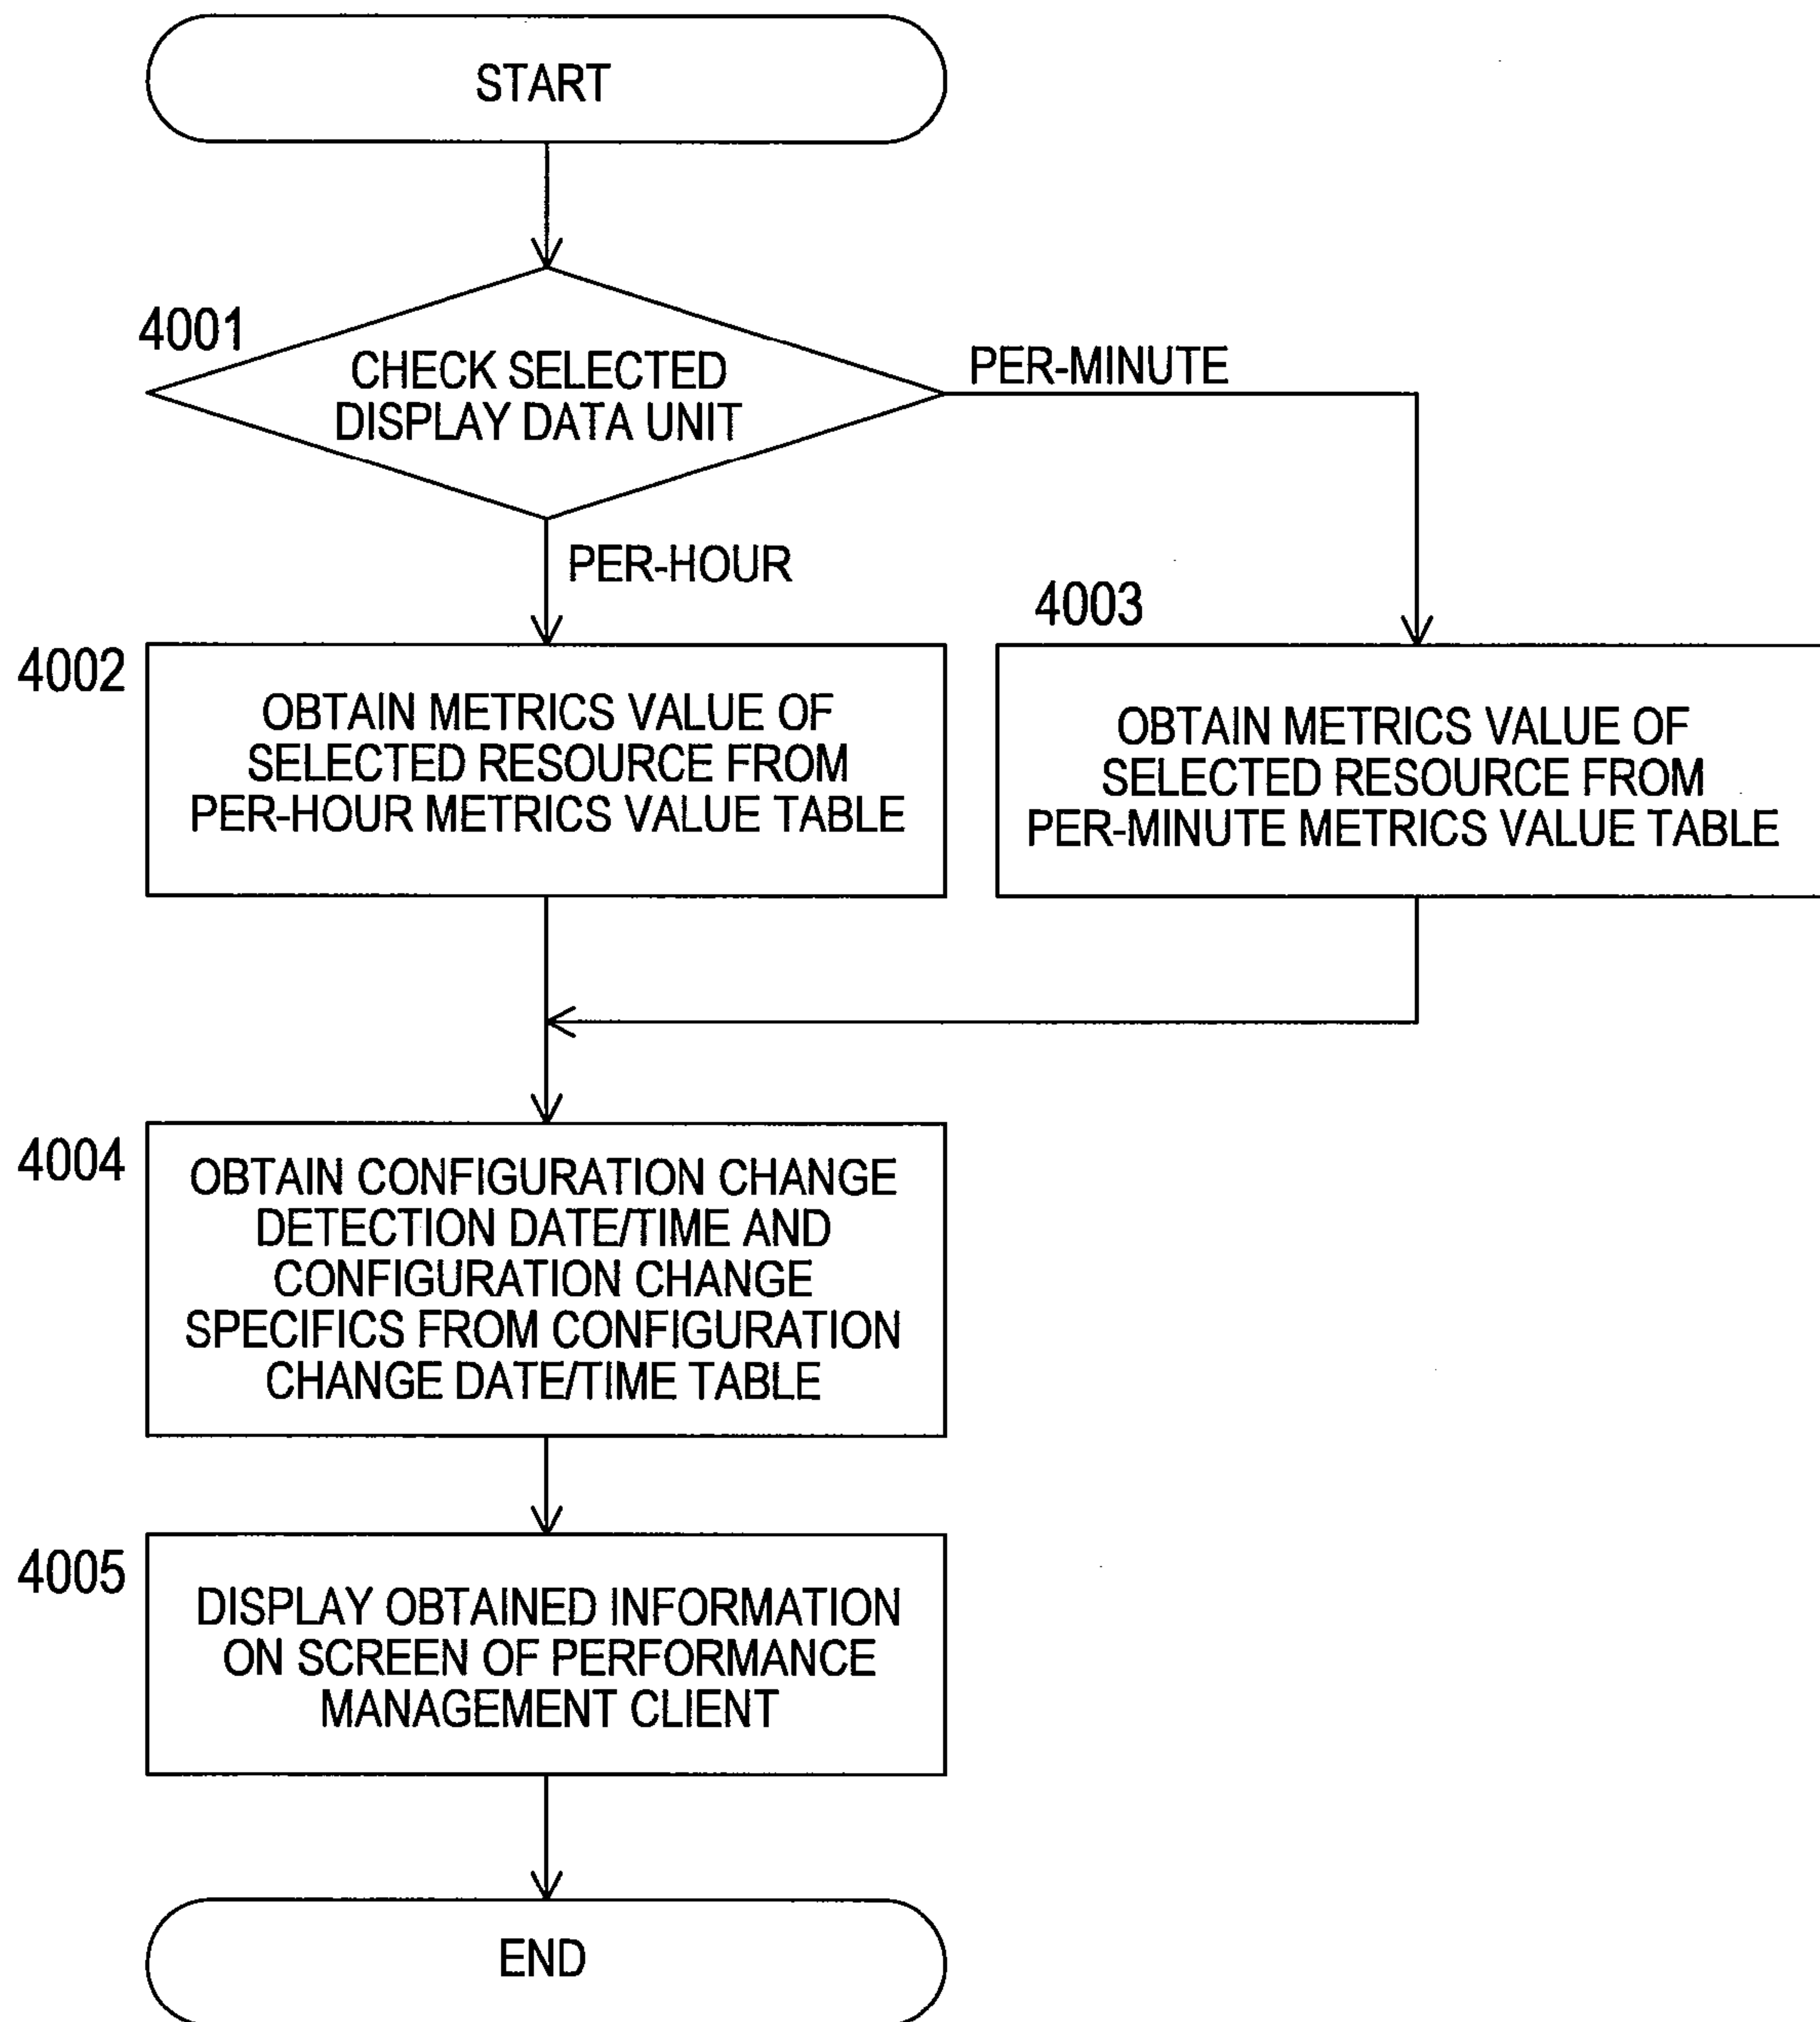 START
4001
CHECK SELECTED
DISPLAY DATA UNIT
PER-MINUTE
PER-HOUR
4002
OBTAIN METRICS VALUE OF
SELECTED RESOURCE FROM
PER-HOUR METRICS VALUE TABLE
4003
OBTAIN METRICS VALUE OF
SELECTED RESOURCE FROM
PER-MINUTE METRICS VALUE TABLE
4004
OBTAIN CONFIGURATION CHANGE
DETECTION DATE/TIME AND
CONFIGURATION CHANGE
SPECIFICS FROM CONFIGURATION
CHANGE DATE/TIME TABLE
4005
DISPLAY OBTAINED INFORMATION
ON SCREEN OF PERFORMANCE
MANAGEMENT CLIENT
END